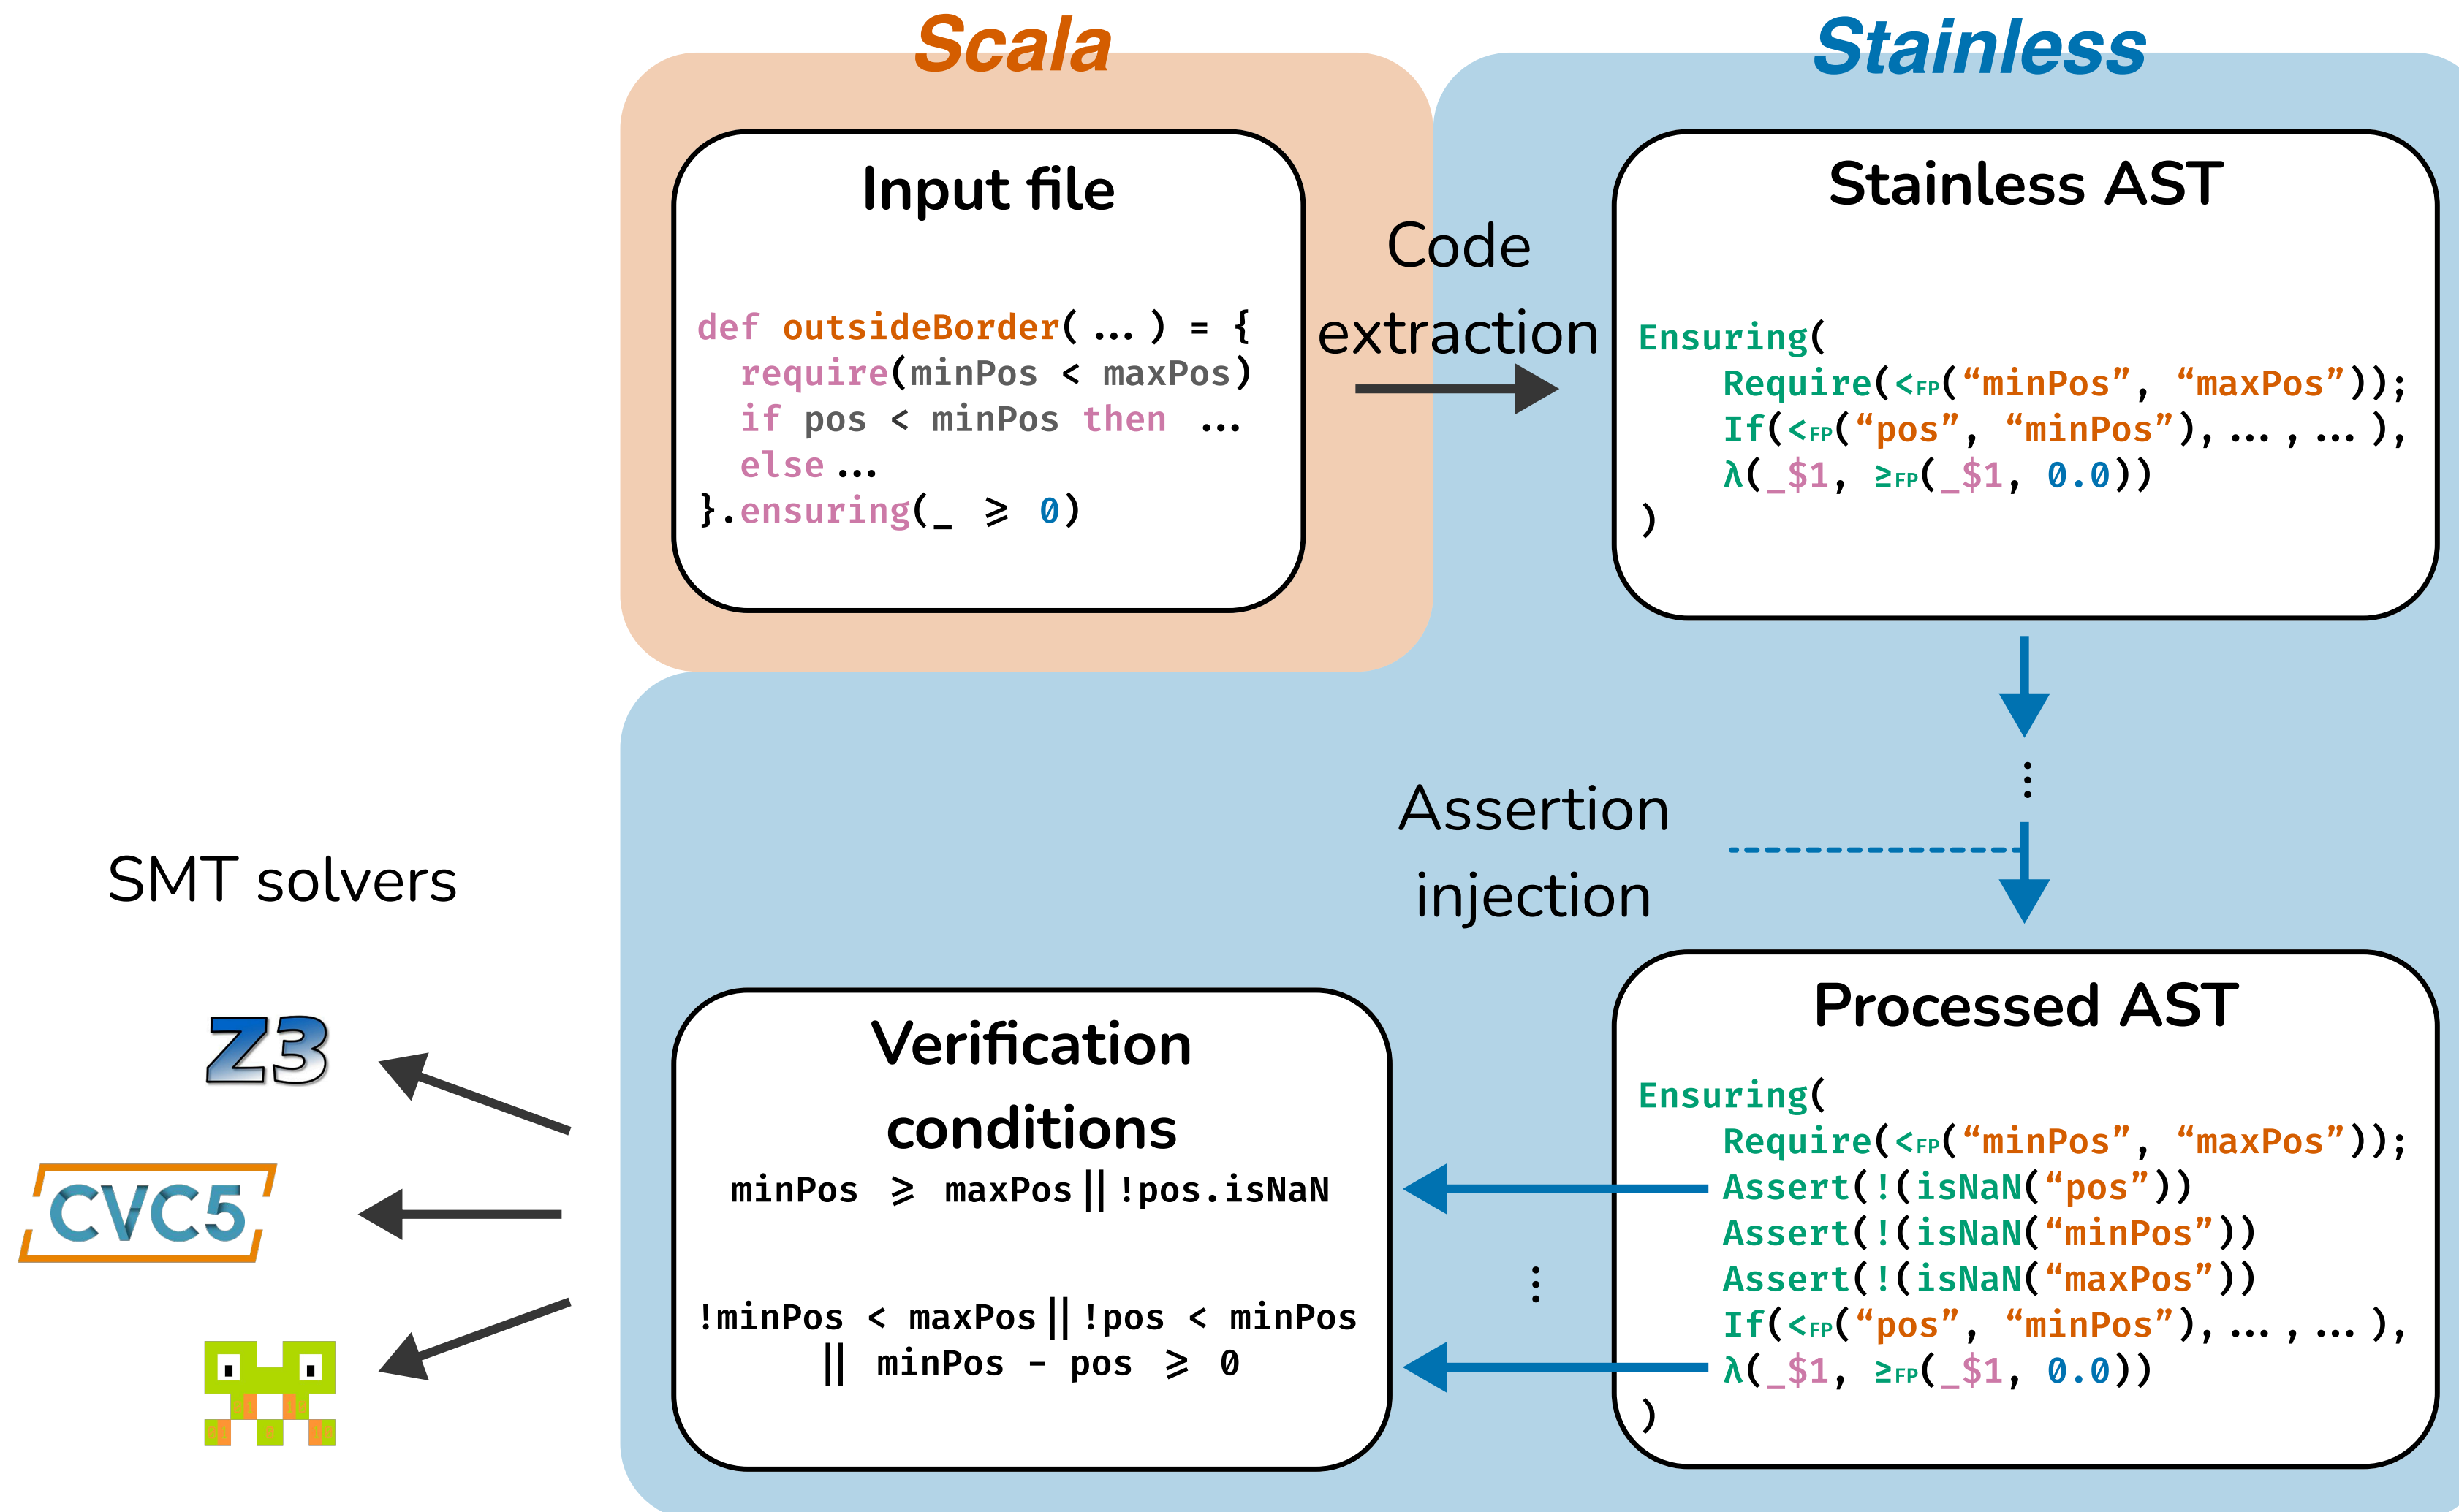 Scala
Stainless
Input file
def outsideBorder( ... ) = {
  require(minPos < maxPos)
  if pos < minPos then ...
  else ...
}.ensuring(_ ⩾ 0)
Code
extraction
Stainless AST
Ensuring(
    Require(<FP(“minPos”, “maxPos”));
    If(<FP(“pos”, “minPos”), ... , ... ),
    λ(_$1, ≥FP(_$1, 0.0))
)
⋮
Assertion
injection
Processed AST
Ensuring(
    Require(<FP(“minPos”, “maxPos”));
    Assert(!(isNaN(“pos”))
    Assert(!(isNaN(“minPos”))
    Assert(!(isNaN(“maxPos”))
    If(<FP(“pos”, “minPos”), ... , ... ),
    λ(_$1, ≥FP(_$1, 0.0))
)
⋮
Verification
conditions
minPos ⩾ maxPos || !pos.isNaN
!minPos < maxPos || !pos < minPos
|| minPos - pos ⩾ 0
SMT solvers
Z3
CVC5